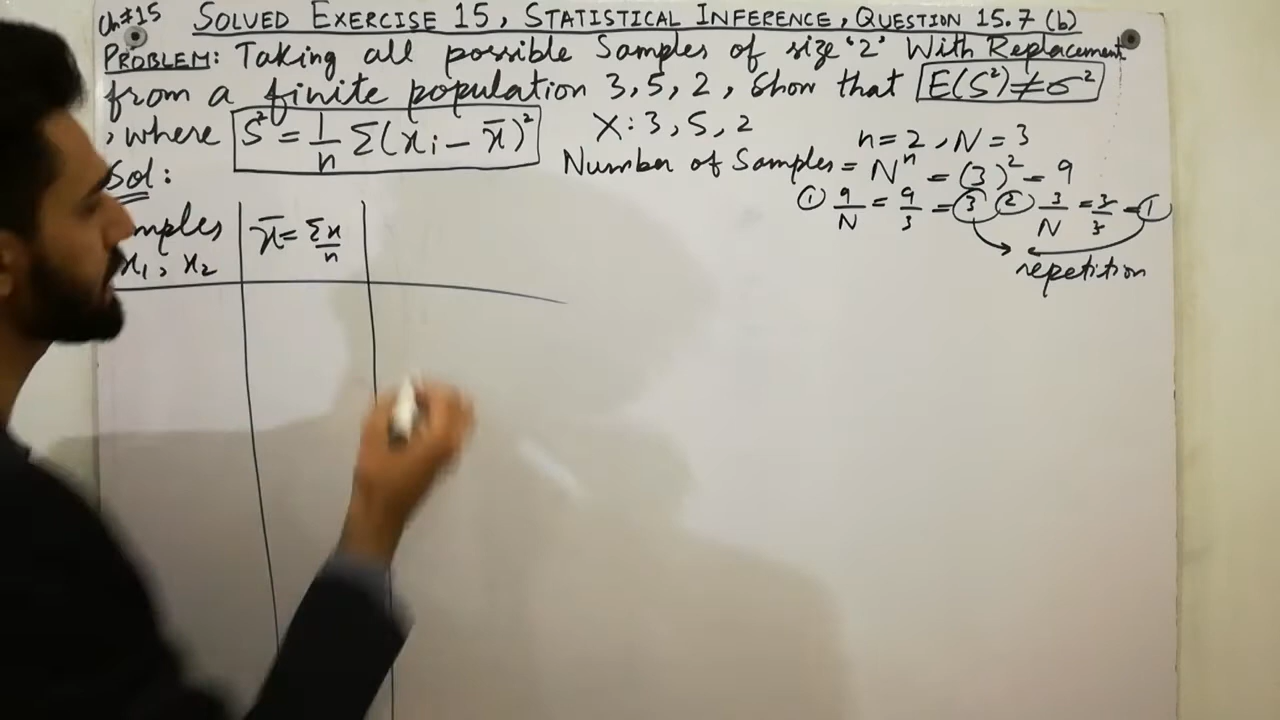 Ch#15
SOLVED EXERCISE 15, STATISTICAL INFERENCE, QUESTION 15.7 (b)
PROBLEM: Taking all possible Samples of size '2' With Replacement
from a finite population 3, 5, 2, show that E(S²)≠σ²
, where S² = 1/n Σ(xi - x̄)² X: 3, 5, 2
n=2, N=3
Number of Samples = Nⁿ = (3)² = 9
Sol:
① 9/N = 9/3 = 3 ② 3/N = 3/3 = 1
repetition
x̄ = Σx/n
x₁, x₂